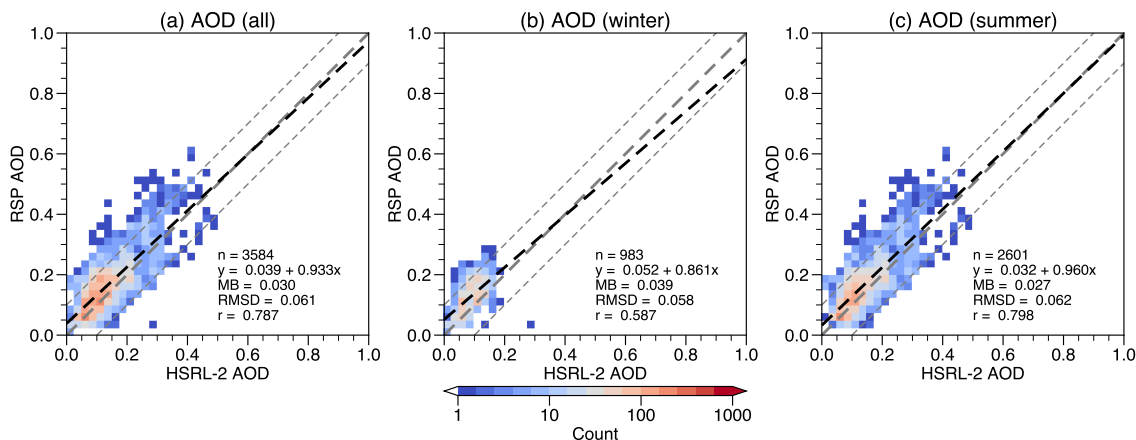 (a) AOD (all)
1.0
0.8
0.6
0.4
0.2
0.0
RSP AOD
n = 3584
y = 0.039 + 0.933x
MB = 0.030
RMSD = 0.061
r = 0.787
0.0 0.2 0.4 0.6 0.8 1.0
HSRL-2 AOD
(b) AOD (winter)
1.0
0.8
0.6
0.4
0.2
0.0
RSP AOD
n = 983
y = 0.052 + 0.861x
MB = 0.039
RMSD = 0.058
r = 0.587
0.0 0.2 0.4 0.6 0.8 1.0
HSRL-2 AOD
(c) AOD (summer)
1.0
0.8
0.6
0.4
0.2
0.0
RSP AOD
n = 2601
y = 0.032 + 0.960x
MB = 0.027
RMSD = 0.062
r = 0.798
0.0 0.2 0.4 0.6 0.8 1.0
HSRL-2 AOD
1 10 100 1000
Count